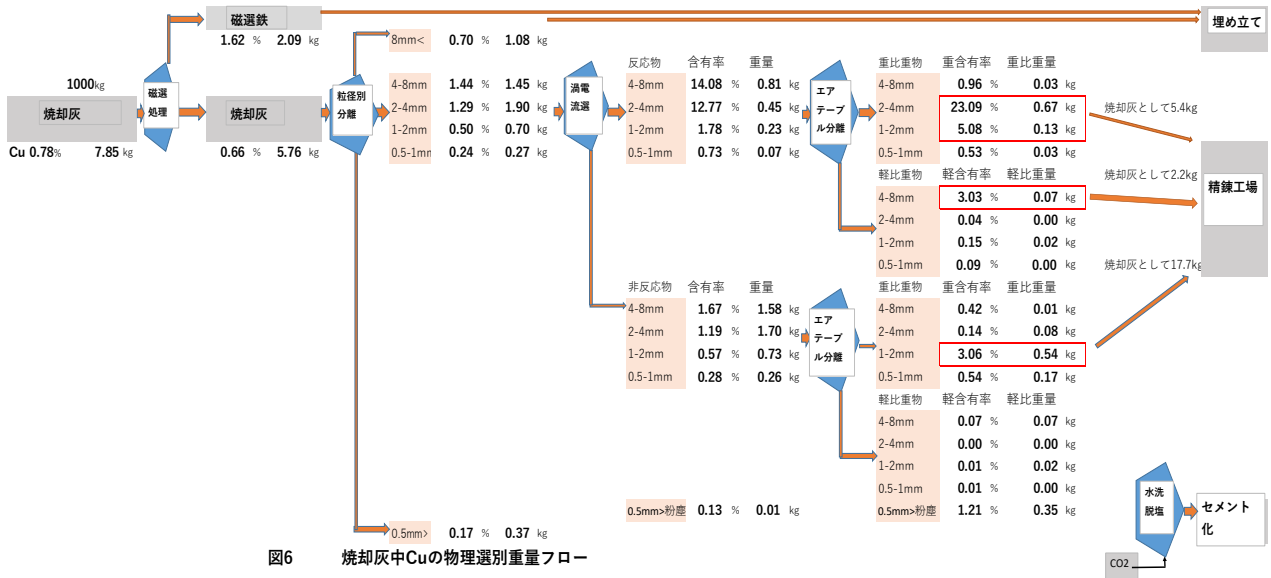 磁選鉄
1.62 % 2.09 kg
埋め立て
8mm< 0.70 % 1.08 kg
1000kg
焼却灰
Cu 0.78% 7.85 kg
磁選
処理
焼却灰
0.66 % 5.76 kg
粒径別
分離
4-8mm 1.44 % 1.45 kg
2-4mm 1.29 % 1.90 kg
1-2mm 0.50 % 0.70 kg
0.5-1mm 0.24 % 0.27 kg
渦電
流選
反応物 含有率 重量
4-8mm 14.08 % 0.81 kg
2-4mm 12.77 % 0.45 kg
1-2mm 1.78 % 0.23 kg
0.5-1mm 0.73 % 0.07 kg
エア
テーブ
ル分離
重比重物 重含有率 重比重量
4-8mm 0.96 % 0.03 kg
2-4mm 23.09 % 0.67 kg
1-2mm 5.08 % 0.13 kg
0.5-1mm 0.53 % 0.03 kg
焼却灰として5.4kg
軽比重物 軽含有率 軽比重量
4-8mm 3.03 % 0.07 kg
2-4mm 0.04 % 0.00 kg
1-2mm 0.15 % 0.02 kg
0.5-1mm 0.09 % 0.00 kg
焼却灰として2.2kg
精錬工場
焼却灰として17.7kg
非反応物 含有率 重量
4-8mm 1.67 % 1.58 kg
2-4mm 1.19 % 1.70 kg
1-2mm 0.57 % 0.73 kg
0.5-1mm 0.28 % 0.26 kg
エア
テーブ
ル分離
重比重物 重含有率 重比重量
4-8mm 0.42 % 0.01 kg
2-4mm 0.14 % 0.08 kg
1-2mm 3.06 % 0.54 kg
0.5-1mm 0.54 % 0.17 kg
軽比重物 軽含有率 軽比重量
4-8mm 0.07 % 0.07 kg
2-4mm 0.00 % 0.00 kg
1-2mm 0.01 % 0.02 kg
0.5-1mm 0.01 % 0.00 kg
0.5mm>粉塵 1.21 % 0.35 kg
0.5mm>粉塵 0.13 % 0.01 kg
0.5mm> 0.17 % 0.37 kg
水洗
脱塩
セメント
化
CO2
図6 焼却灰中Cuの物理選別重量フロー